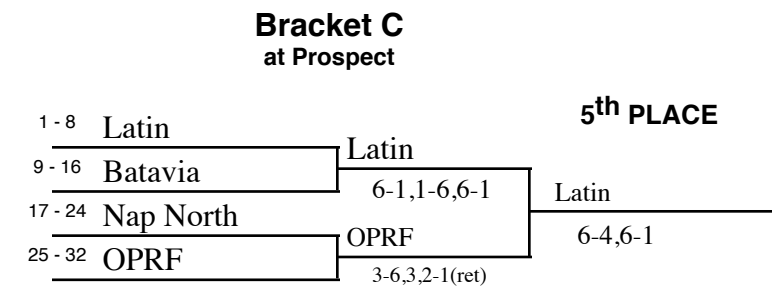 Bracket C
at Prospect
5th PLACE
1 - 8 Latin
Latin
9 - 16 Batavia
6-1,1-6,6-1
Latin
17 - 24 Nap North
OPRF
6-4,6-1
25 - 32 OPRF
3-6,3,2-1(ret)